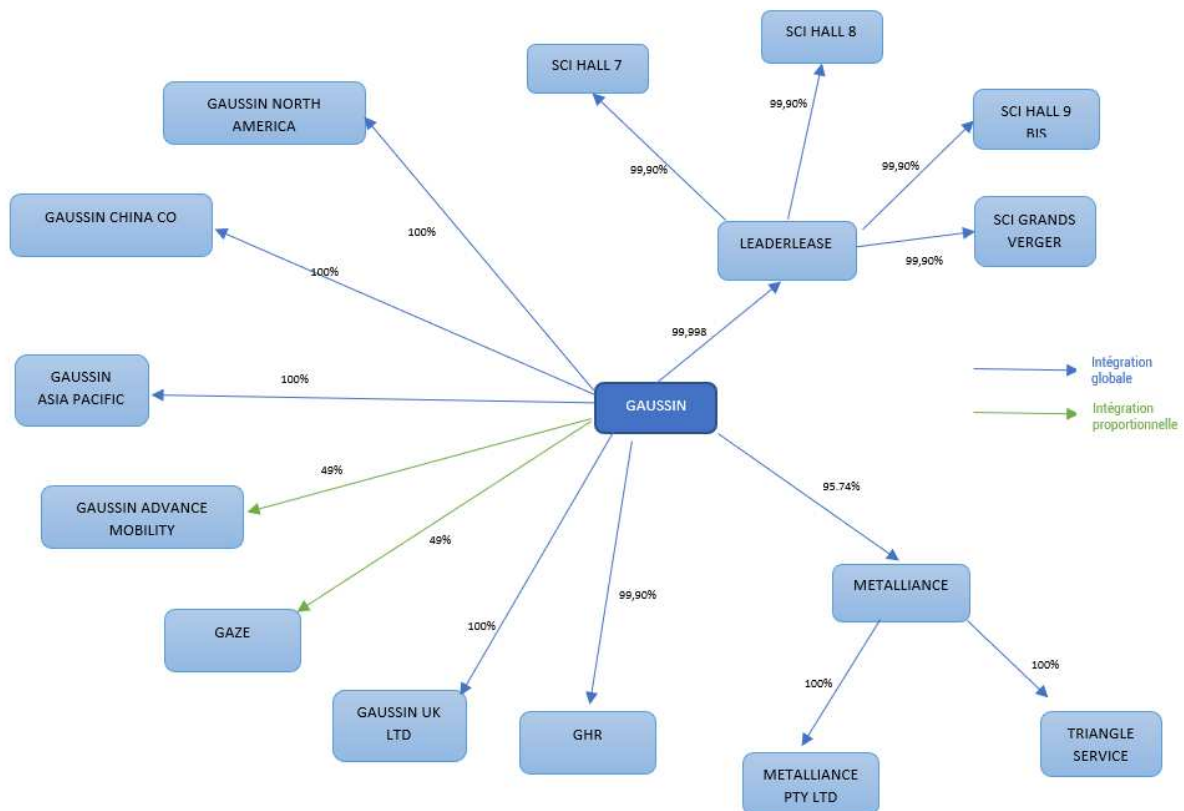 SCI HALL 8
SCI HALL 7
99,90%
GAUSSIN NORTH
AMERICA
SCI HALL 9
BIS
99,90%
99,90%
GAUSSIN CHINA CO
SCI GRANDS
VERGER
100%
LEADERLEASE
99,90%
100%
99,998
Intégration
globale
GAUSSIN
ASIA PACIFIC
100%
GAUSSIN
Intégration
proportionnelle
49%
95.74%
GAUSSIN ADVANCE
MOBILITY
49%
METALLIANCE
99,90%
GAZE
100%
100%
100%
GAUSSIN UK
LTD
GHR
TRIANGLE
SERVICE
METALLIANCE
PTY LTD